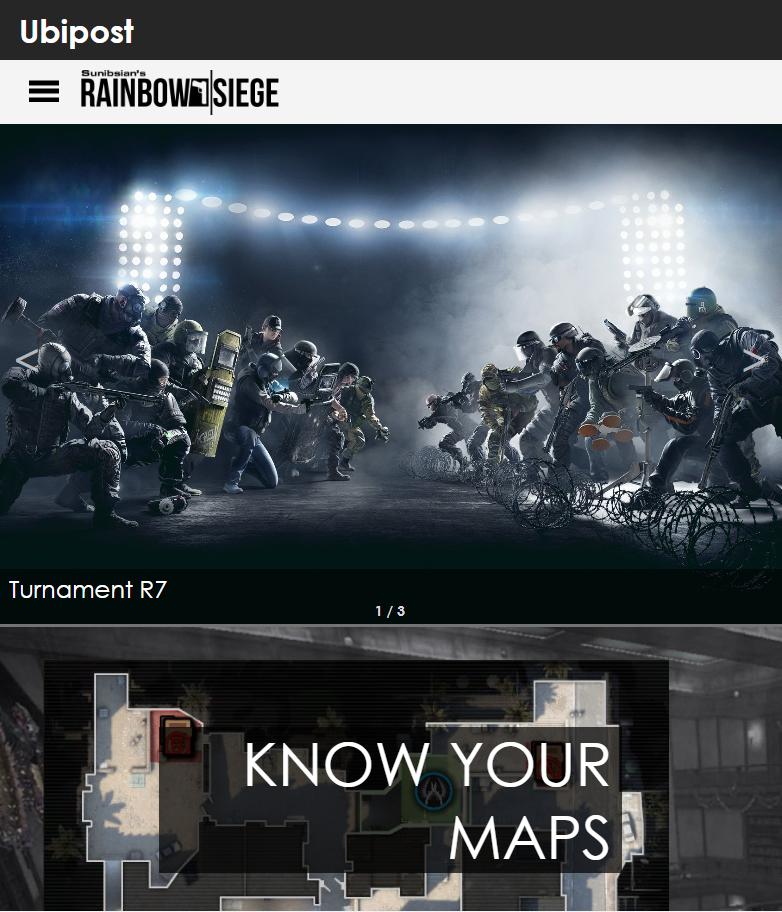 Ubipost
Sunibsian's
RAINBOW SIEGE
Turnament R7
1 / 3
KNOW YOUR
MAPS